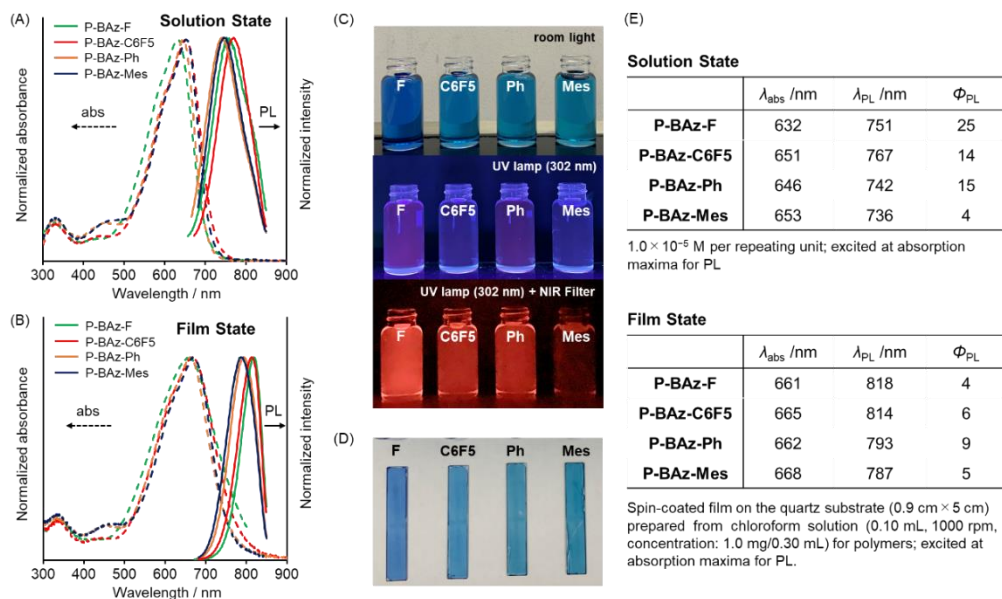 (A)
Solution State
P-BAz-F
P-BAz-C6F5
P-BAz-Ph
P-BAz-Mes
abs
PL
Normalized absorbance
Normalized intensity
300 400 500 600 700 800 900
Wavelength / nm
(B)
Film State
P-BAz-F
P-BAz-C6F5
P-BAz-Ph
P-BAz-Mes
abs
PL
Normalized absorbance
Normalized intensity
300 400 500 600 700 800 900
Wavelength / nm
(C)
room light
F C6F5 Ph Mes
UV lamp (302 nm)
F C6F5 Ph Mes
UV lamp (302 nm) + NIR Filter
F C6F5 Ph Mes
(D)
F C6F5 Ph Mes
(E)
Solution State
λabs /nm λPL /nm ΦPL
P-BAz-F 632 751 25
P-BAz-C6F5 651 767 14
P-BAz-Ph 646 742 15
P-BAz-Mes 653 736 4
1.0 × 10⁻⁵ M per repeating unit; excited at absorption
maxima for PL
Film State
λabs /nm λPL /nm ΦPL
P-BAz-F 661 818 4
P-BAz-C6F5 665 814 6
P-BAz-Ph 662 793 9
P-BAz-Mes 668 787 5
Spin-coated film on the quartz substrate (0.9 cm × 5 cm)
prepared from chloroform solution (0.10 mL, 1000 rpm,
concentration: 1.0 mg/0.30 mL) for polymers; excited at
absorption maxima for PL.